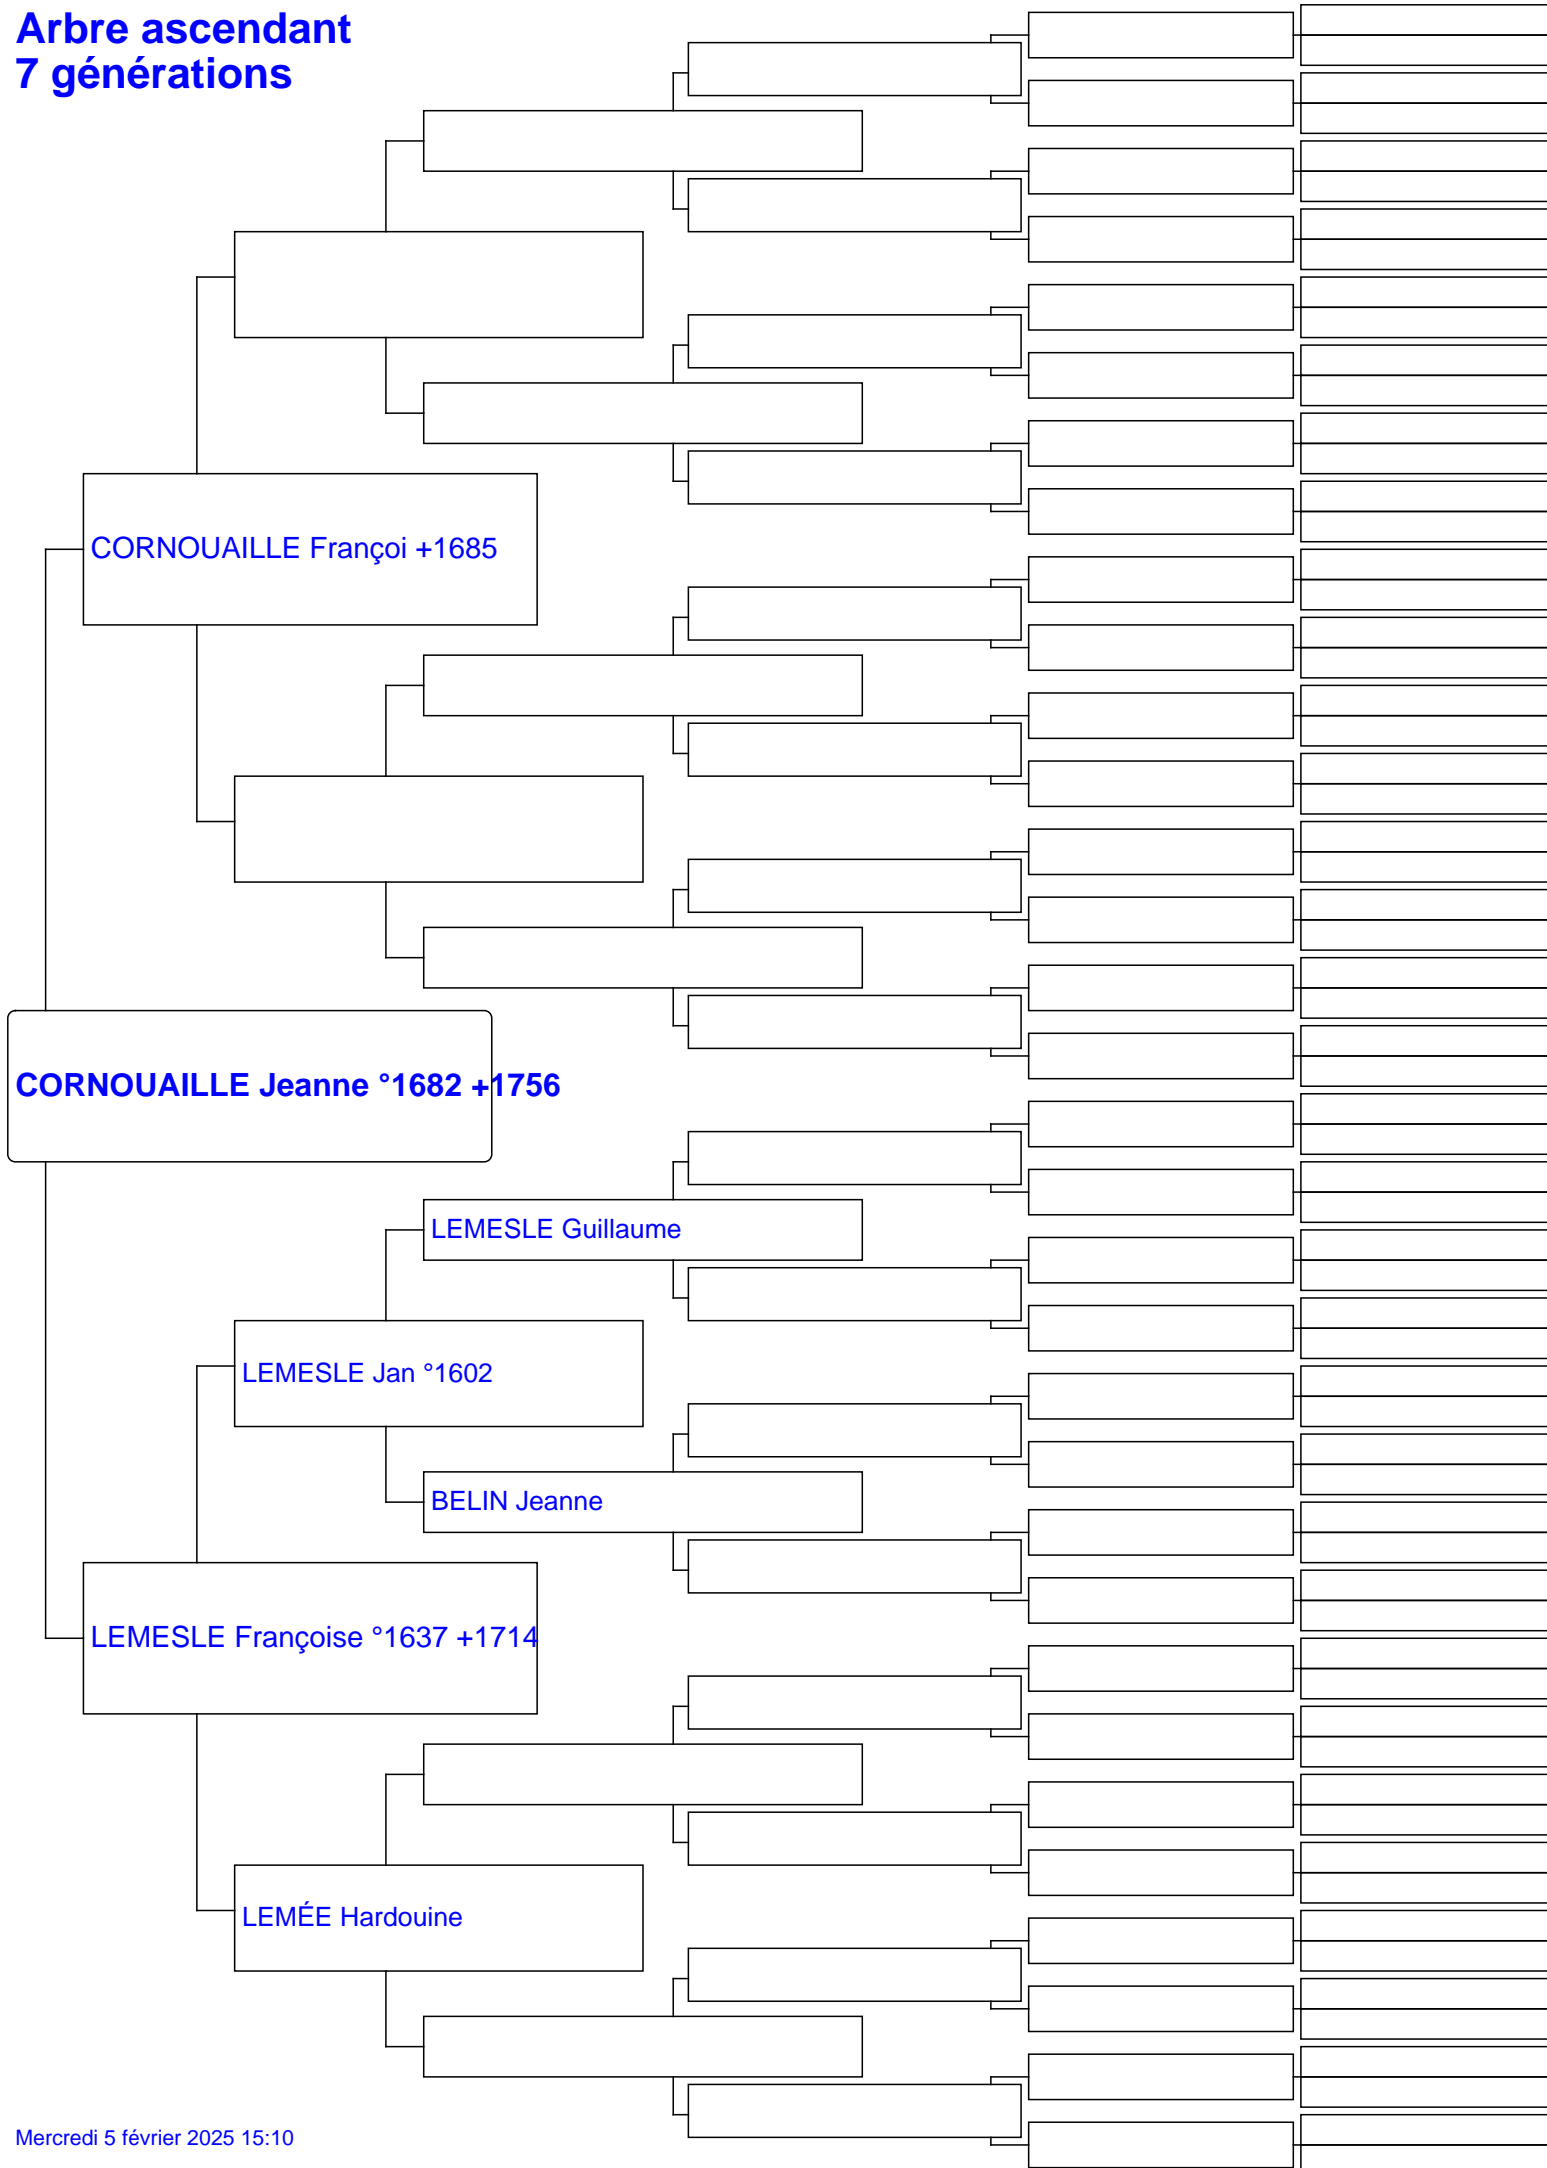 Arbre ascendant
7 générations
CORNOUAILLE Françoi +1685
CORNOUAILLE Jeanne °1682 +1756
LEMESLE Guillaume
LEMESLE Jan °1602
BELIN Jeanne
LEMESLE Françoise °1637 +1714
LEMÉE Hardouine
Mercredi 5 février 2025 15:10